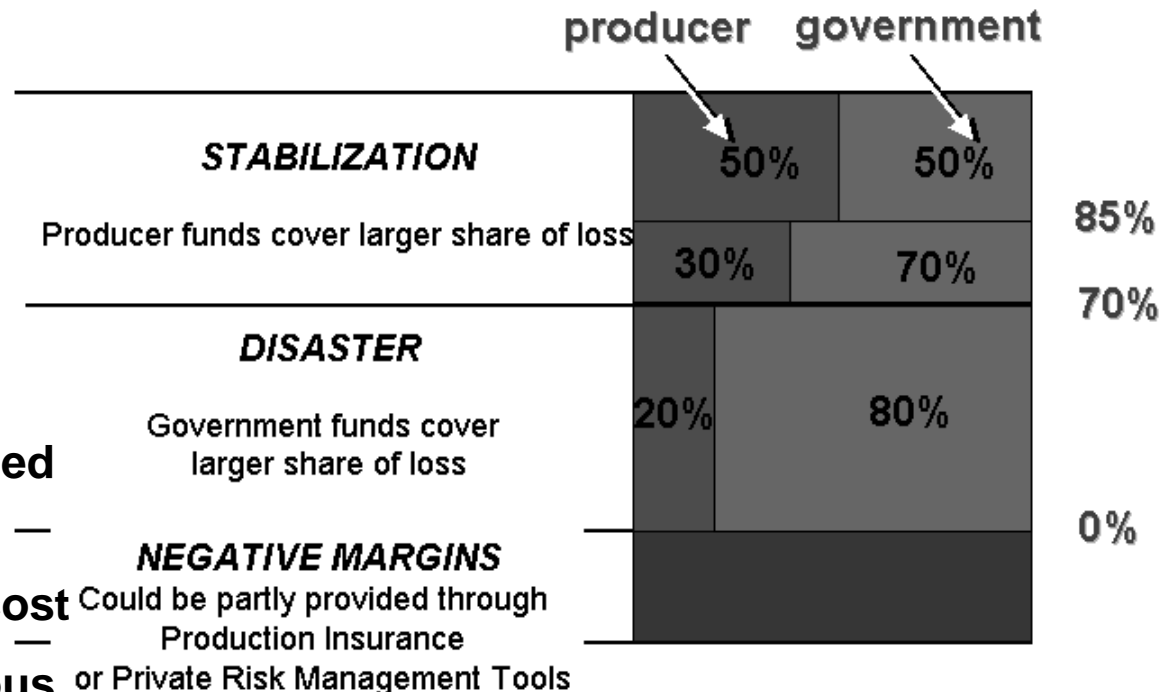 producer government
STABILIZATION
50% 50%
85%
Producer funds cover larger share of loss
30% 70%
70%
DISASTER
Government funds cover
larger share of loss
20% 80%
ed
0%
NEGATIVE MARGINS
ost Could be partly provided through
Production Insurance
ous or Private Risk Management Tools